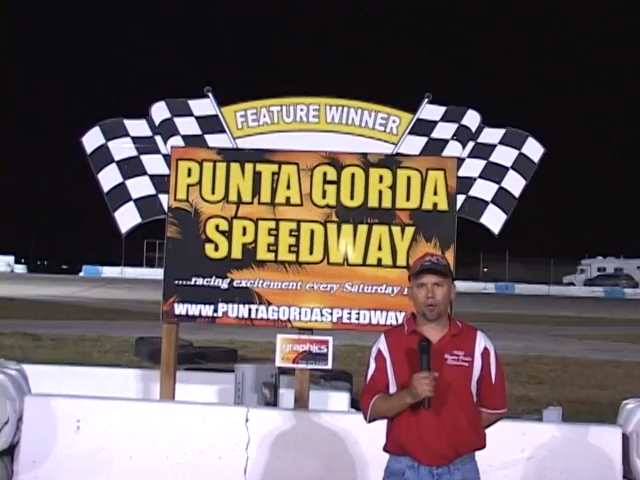 FEATURE WINNER
PUNTA GORDA
SPEEDWAY
....racing excitement every Saturday
WWW.PUNTAGORDASPEEDWAY
graphics